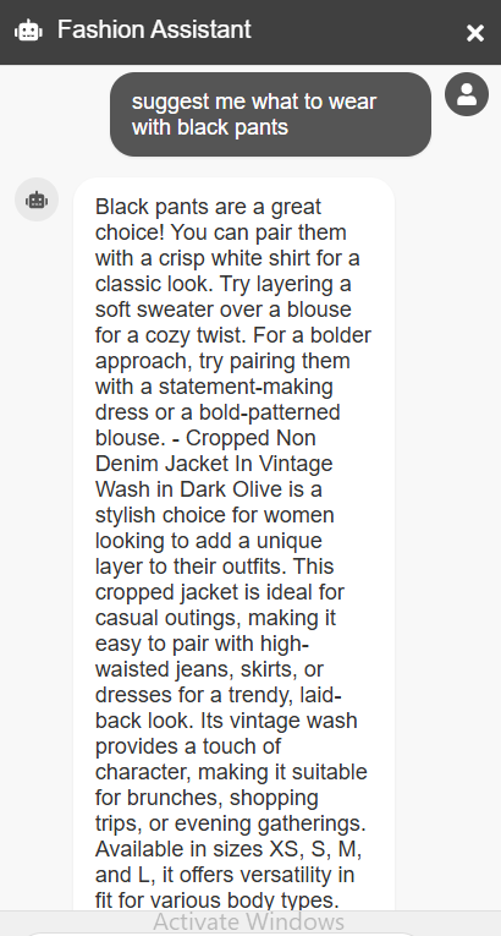 Fashion Assistant
suggest me what to wear
with black pants
Black pants are a great
choice! You can pair them
with a crisp white shirt for a
classic look. Try layering a
soft sweater over a blouse
for a cozy twist. For a bolder
approach, try pairing them
with a statement-making
dress or a bold-patterned
blouse. - Cropped Non
Denim Jacket In Vintage
Wash in Dark Olive is a
stylish choice for women
looking to add a unique
layer to their outfits. This
cropped jacket is ideal for
casual outings, making it
easy to pair with high-
waisted jeans, skirts, or
dresses for a trendy, laid-
back look. Its vintage wash
provides a touch of
character, making it suitable
for brunches, shopping
trips, or evening gatherings.
Available in sizes XS, S, M,
and L, it offers versatility in
fit for various body types.
Activate Windows